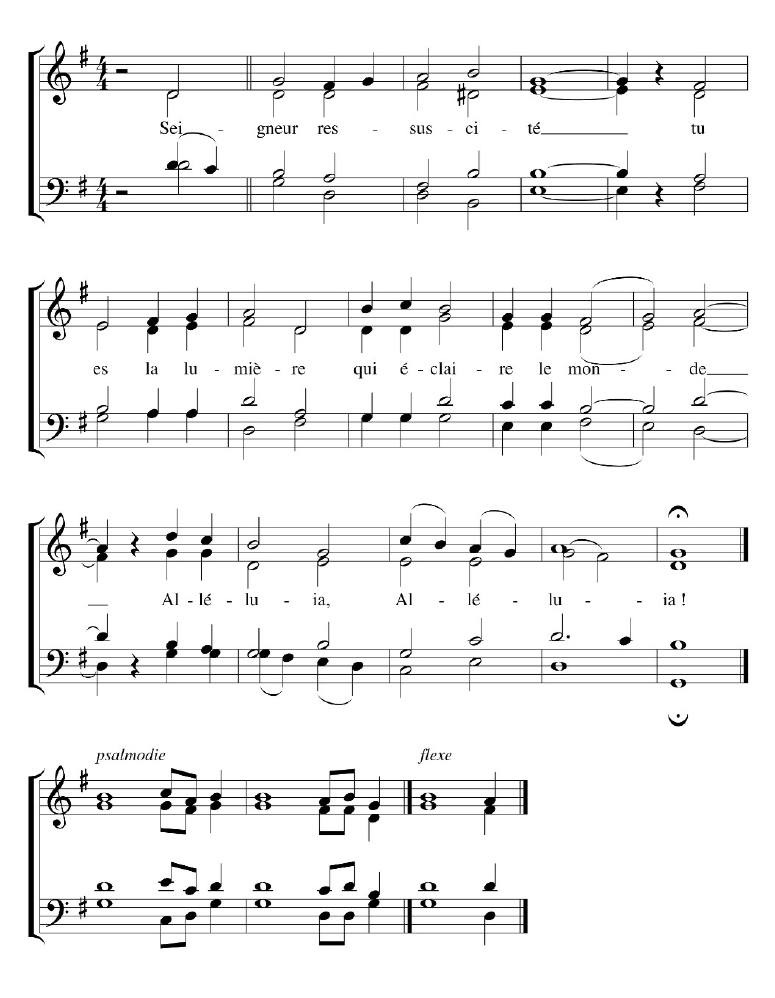 Sei - gneur res - sus - ci - té tu
es la lu - miè - re qui é - clai - re le mon - de
Al - lé - lu - ia, Al - lé - lu - ia !
psalmodie flexe